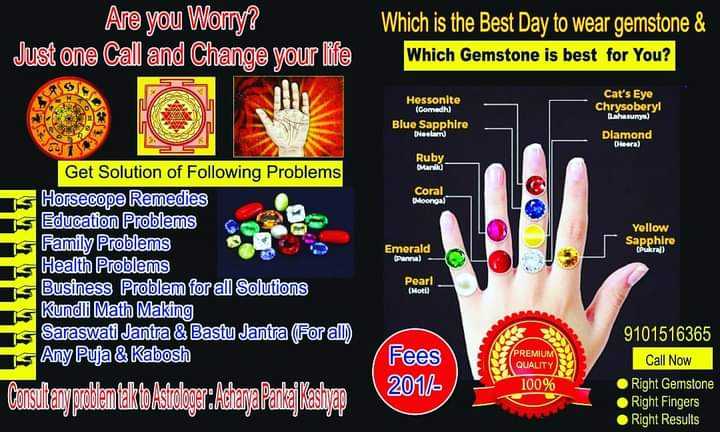 Are you Worry?
Just one Call and Change your life
Get Solution of Following Problems
Horsecope Remedies
Education Problems
Family Problems
Health Problems
Business Problem for all Solutions
Kundli Math Making
Saraswati Jantra & Bastu Jantra (For all)
Any Puja & Kabosh
Consult any problem talk to Astrologer : Acharya Pankaj Kashyap
Which is the Best Day to wear gemstone &
Which Gemstone is best for You?
Hessonite
(Gomedh)
Blue Sapphire
(Neelam)
Ruby
(Manik)
Coral
(Moonga)
Emerald
(Panna)
Pearl
(Moti)
Cat's Eye
Chrysoberyl
(Lahasunya)
Diamond
(Heera)
Yellow
Sapphire
(Pukraj)
Fees
201/-
PREMIUM
QUALITY
100%
9101516365
Call Now
Right Gemstone
Right Fingers
Right Results